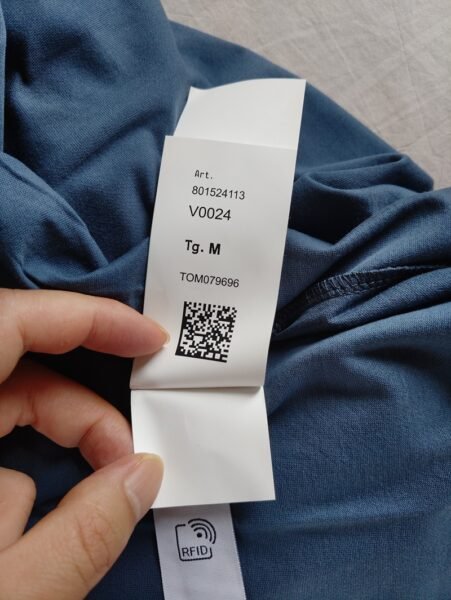 Art.
801524113
V0024
Tg. M
TOM079696
RFID